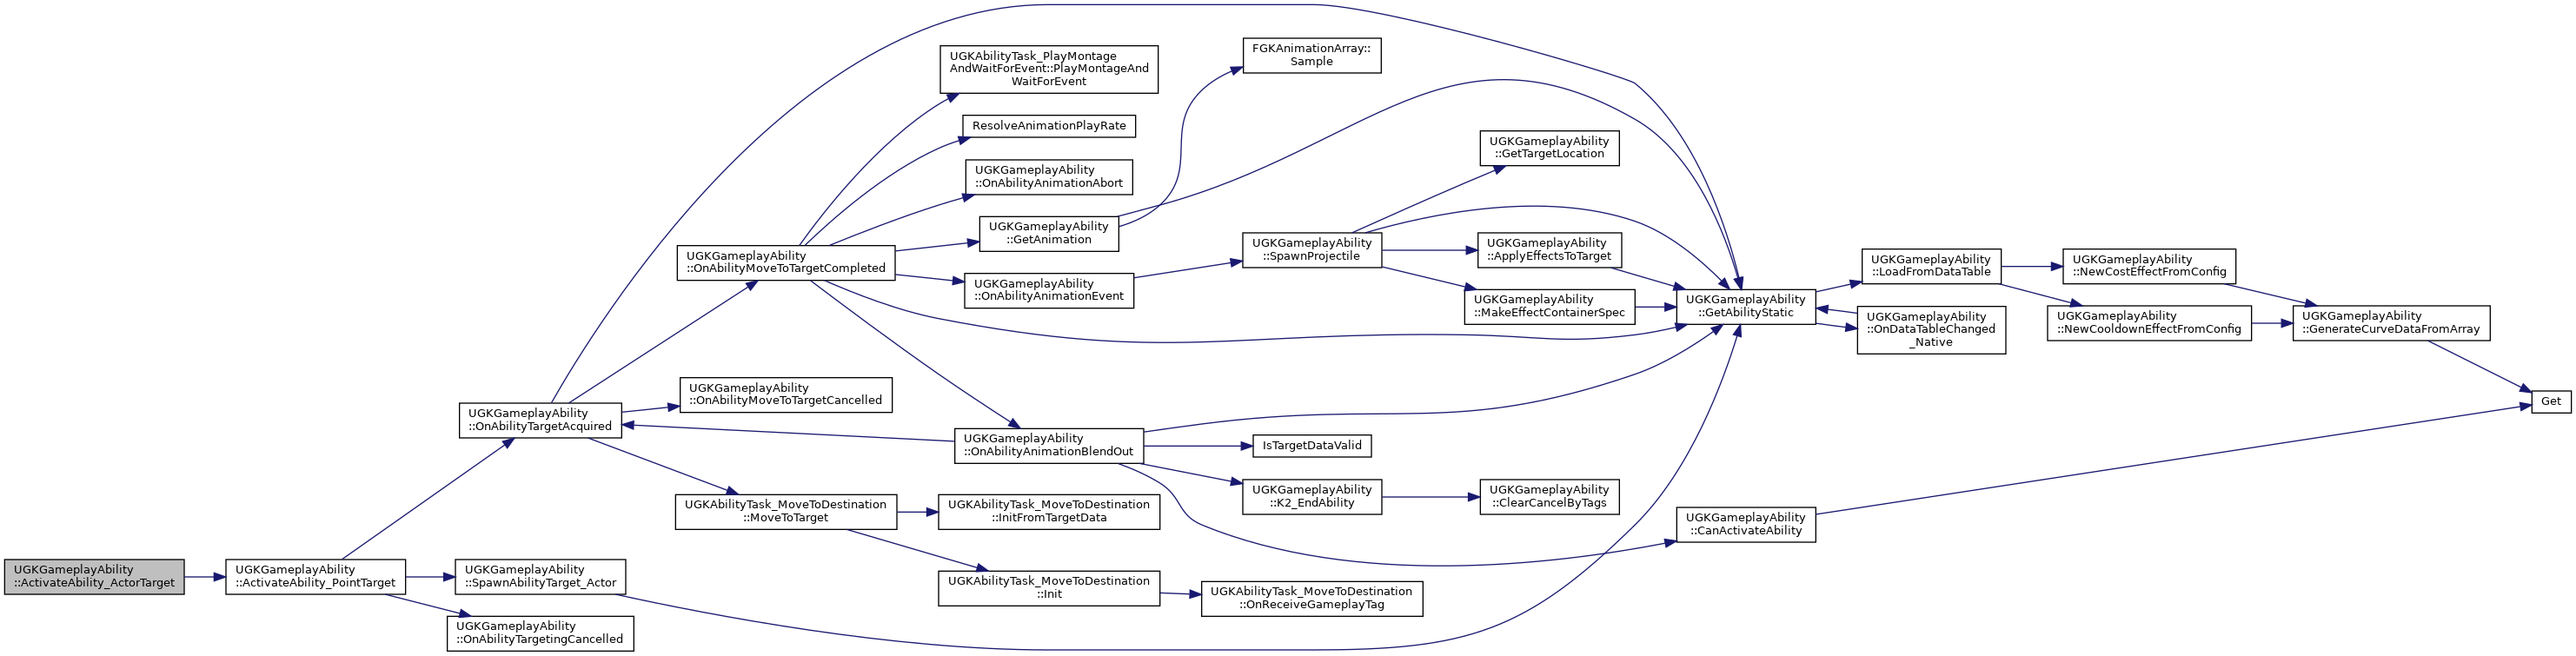 UGKGameplayAbility
::ActivateAbility_ActorTarget
UGKGameplayAbility
::ActivateAbility_PointTarget
UGKGameplayAbility
::OnAbilityTargetAcquired
UGKGameplayAbility
::SpawnAbilityTarget_Actor
UGKGameplayAbility
::OnAbilityTargetingCancelled
UGKGameplayAbility
::OnAbilityMoveToTargetCompleted
UGKGameplayAbility
::OnAbilityMoveToTargetCancelled
UGKAbilityTask_MoveToDestination
::MoveToTarget
UGKAbilityTask_PlayMontage
AndWaitForEvent::PlayMontageAnd
WaitForEvent
ResolveAnimationPlayRate
UGKGameplayAbility
::OnAbilityAnimationAbort
UGKGameplayAbility
::GetAnimation
UGKGameplayAbility
::OnAbilityAnimationEvent
UGKGameplayAbility
::OnAbilityAnimationBlendOut
UGKAbilityTask_MoveToDestination
::InitFromTargetData
UGKAbilityTask_MoveToDestination
::Init
FGKAnimationArray::
Sample
UGKGameplayAbility
::SpawnProjectile
IsTargetDataValid
UGKGameplayAbility
::K2_EndAbility
UGKAbilityTask_MoveToDestination
::OnReceiveGameplayTag
UGKGameplayAbility
::GetTargetLocation
UGKGameplayAbility
::ApplyEffectsToTarget
UGKGameplayAbility
::MakeEffectContainerSpec
UGKGameplayAbility
::ClearCancelByTags
UGKGameplayAbility
::GetAbilityStatic
UGKGameplayAbility
::CanActivateAbility
UGKGameplayAbility
::LoadFromDataTable
UGKGameplayAbility
::OnDataTableChanged
_Native
UGKGameplayAbility
::NewCostEffectFromConfig
UGKGameplayAbility
::NewCooldownEffectFromConfig
UGKGameplayAbility
::GenerateCurveDataFromArray
Get